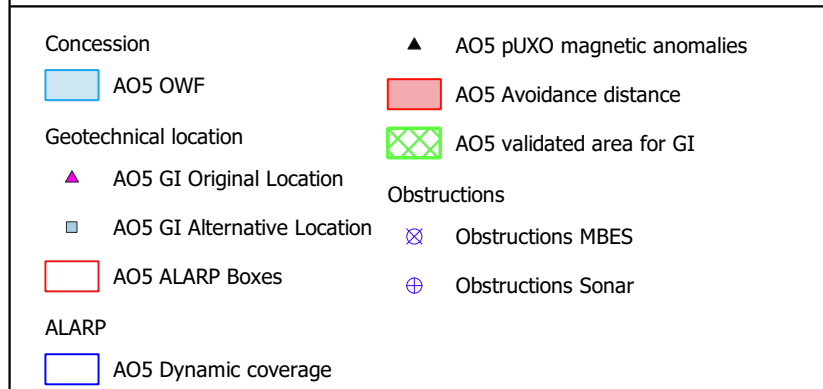 Concession
AO5 OWF
Geotechnical location
AO5 GI Original Location
AO5 GI Alternative Location
AO5 ALARP Boxes
ALARP
AO5 Dynamic coverage
AO5 pUXO magnetic anomalies
AO5 Avoidance distance
AO5 validated area for GI
Obstructions
Obstructions MBES
Obstructions Sonar